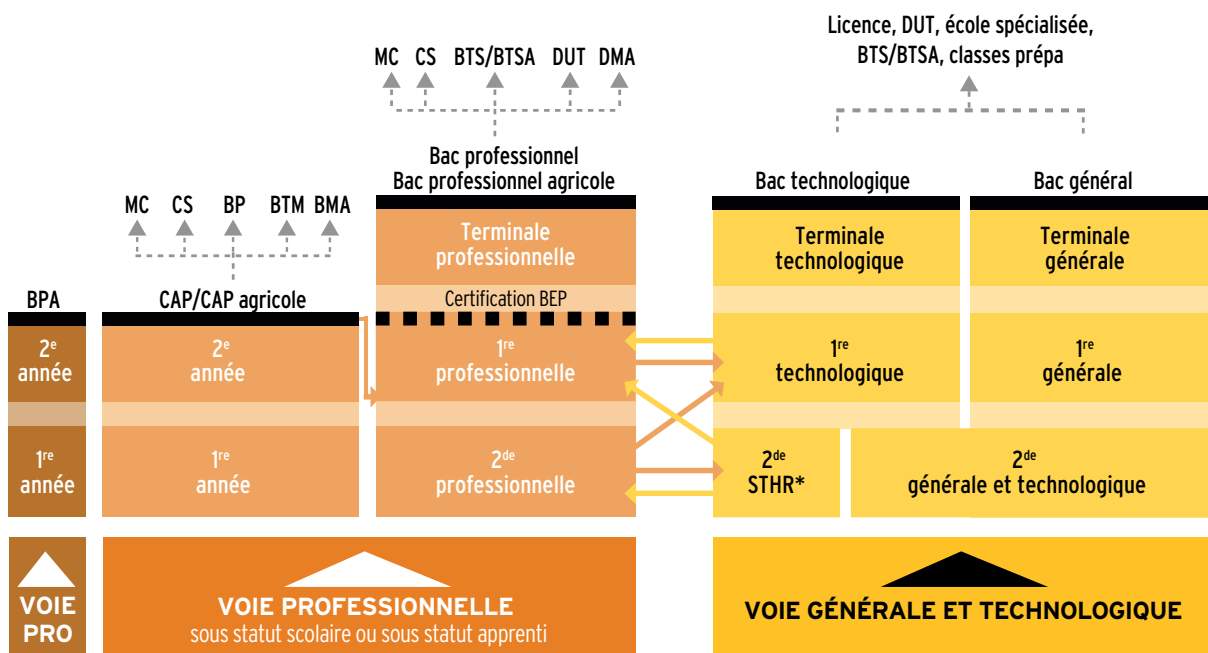 Licence, DUT, école spécialisée,
BTS/BTSA, classes prépa
MC CS BTS/BTSA DUT DMA
Bac professionnel
Bac professionnel agricole
Bac technologique
Bac général
MC CS BP BTM BMA
Terminale
professionnelle
Terminale
technologique
Terminale
générale
BPA
CAP/CAP agricole
Certification BEP
2e
année
2e
année
1re
professionnelle
1re
technologique
1re
générale
1re
année
1re
année
2de
professionnelle
2de
STHR*
2de
générale et technologique
VOIE
PRO
VOIE PROFESSIONNELLE
sous statut scolaire ou sous statut apprenti
VOIE GÉNÉRALE ET TECHNOLOGIQUE